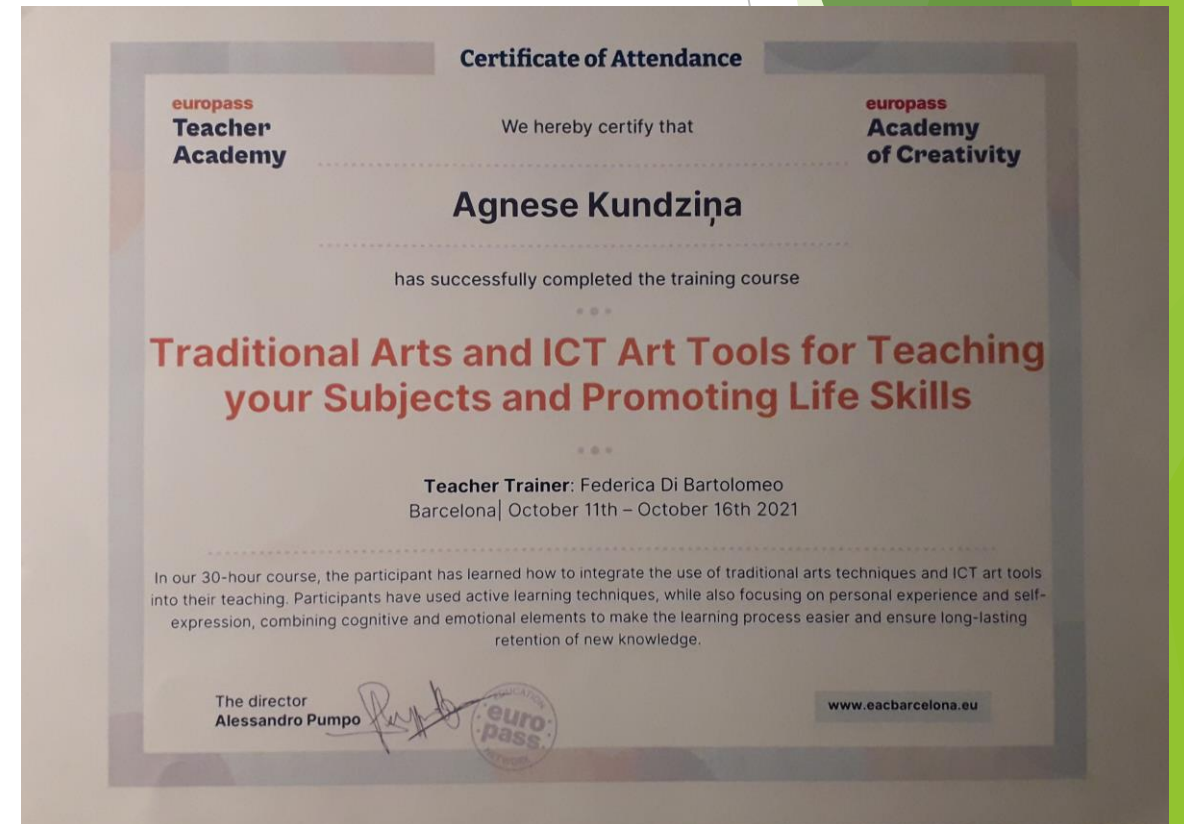 Certificate of Attendance
europass
Teacher
Academy
europass
Academy
of Creativity
We hereby certify that
Agnese Kundziņa
has successfully completed the training course
Traditional Arts and ICT Art Tools for Teaching
your Subjects and Promoting Life Skills
Teacher Trainer: Federica Di Bartolomeo
Barcelona| October 11th – October 16th 2021
In our 30-hour course, the participant has learned how to integrate the use of traditional arts techniques and ICT art tools
into their teaching. Participants have used active learning techniques, while also focusing on personal experience and self-
expression, combining cognitive and emotional elements to make the learning process easier and ensure long-lasting
retention of new knowledge.
The director
Alessandro Pumpo
EDUCATION
euro
pass
NETWORK
www.eacbarcelona.eu